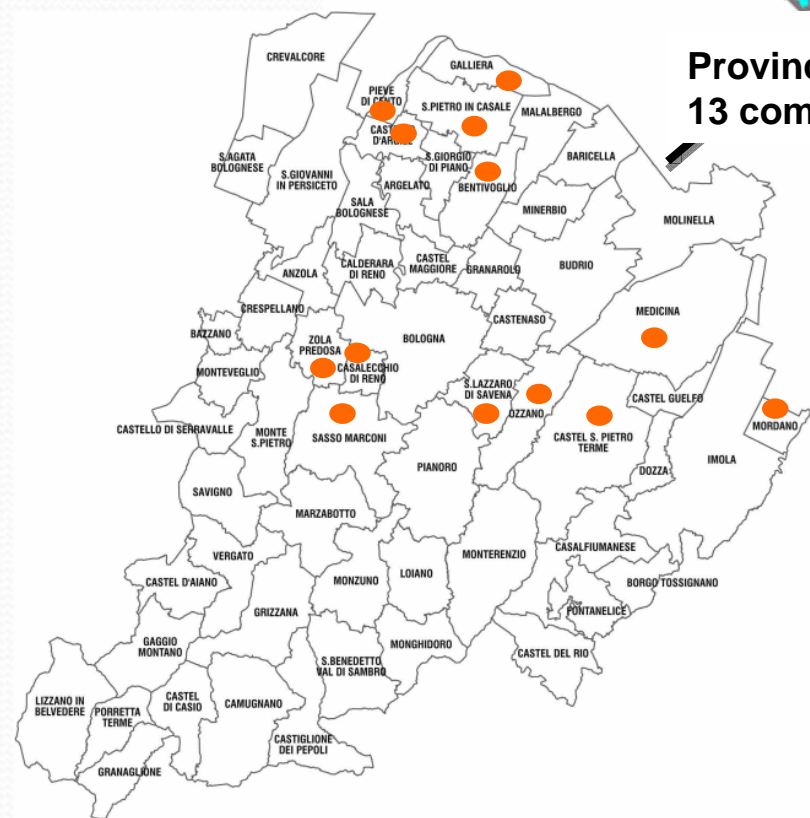 Provinc
13 com
CREVALCORE
GALLIERA
PIEVE
DI CENTO
S.PIETRO IN CASALE
MALALBERGO
CASTELLO
D'ARGILE
S.AGATA
BOLOGNESE
S.GIOVANNI
IN PERSICETO
S.GIORGIO
DI PIANO
BARICELLA
ARGELATO
BENTIVOGLIO
SALA
BOLOGNESE
MINERBIO
MOLINELLA
CASTEL
MAGGIORE
CALDERARA
DI RENO
GRANAROLO
BUDRIO
ANZOLA
CRESPELLANO
MEDICINA
CASTENASO
BAZZANO
ZOLA
PREDOSA
BOLOGNA
CASALECCHIO
DI RENO
MONTEVEGLIO
S.LAZZARO
DI SAVENA
CASTEL GUELFO
OZZANO
CASTELLO DI SERRAVALLE
MONTE
S.PIETRO
SASSO MARCONI
CASTEL S. PIETRO
TERME
MORDANO
IMOLA
PIANORO
DOZZA
SAVIGNO
MARZABOTTO
VERGATO
MONTERENZIO
CASALFIUMANESE
CASTEL D'AIANO
MONZUNO
LOIANO
BORGO TOSSIGNANO
GRIZZANA
FONTANELICE
GAGGIO
MONTANO
MONGHIDORO
CASTEL DEL RIO
S.BENEDETTO
VAL DI SAMBRO
LIZZANO IN
BELVEDERE
CASTEL
DI CASIO
CAMUGNANO
PORRETTA
TERME
CASTIGLIONE
DEI PEPOLI
GRANAGLIONE